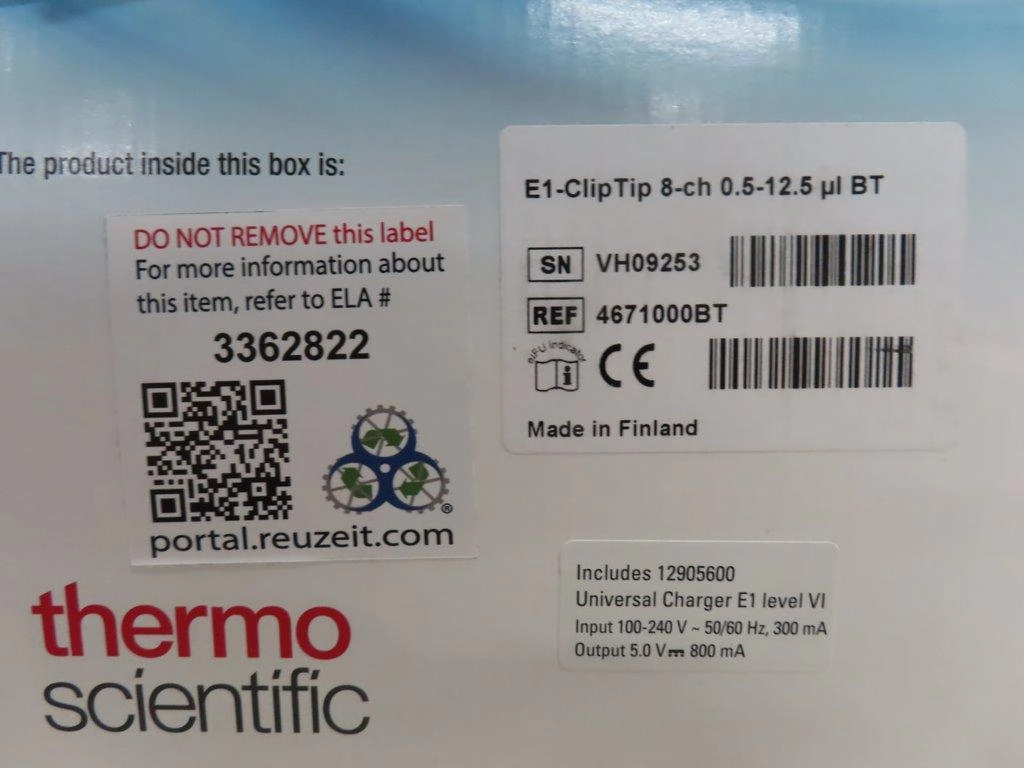 The product inside this box is:
DO NOT REMOVE this label
For more information about
this item, refer to ELA #
3362822
®
portal.reuzeit.com
thermo
scientific
E1-ClipTip 8-ch 0.5-12.5 µl BT
SN VH09253
REF 4671000BT
eIFU indicator
i CE
Made in Finland
Includes 12905600
Universal Charger E1 level VI
Input 100-240 V ~ 50/60 Hz, 300 mA
Output 5.0 V⎓ 800 mA